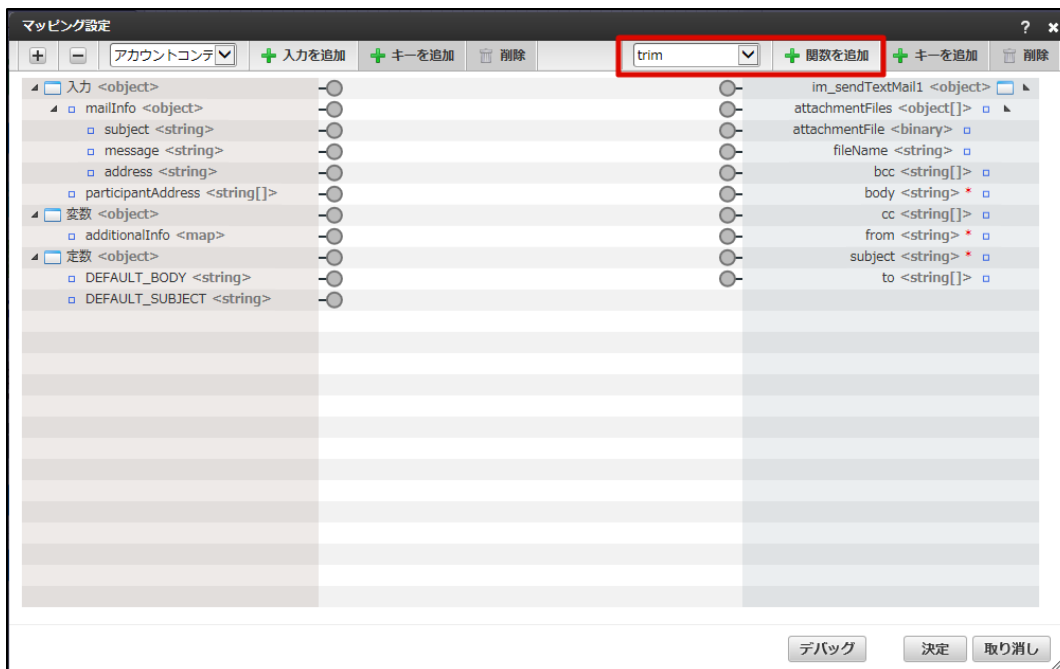 マッピング設定
? ×
+ − アカウントコンテ 入力を追加 キーを追加 削除 trim 関数を追加 キーを追加 削除
入力 <object>
mailInfo <object>
subject <string>
message <string>
address <string>
participantAddress <string[]>
変数 <object>
additionalInfo <map>
定数 <object>
DEFAULT_BODY <string>
DEFAULT_SUBJECT <string>
im_sendTextMail1 <object>
attachmentFiles <object[]>
attachmentFile <binary>
fileName <string>
bcc <string[]>
body <string> *
cc <string[]>
from <string> *
subject <string> *
to <string[]>
デバッグ 決定 取り消し